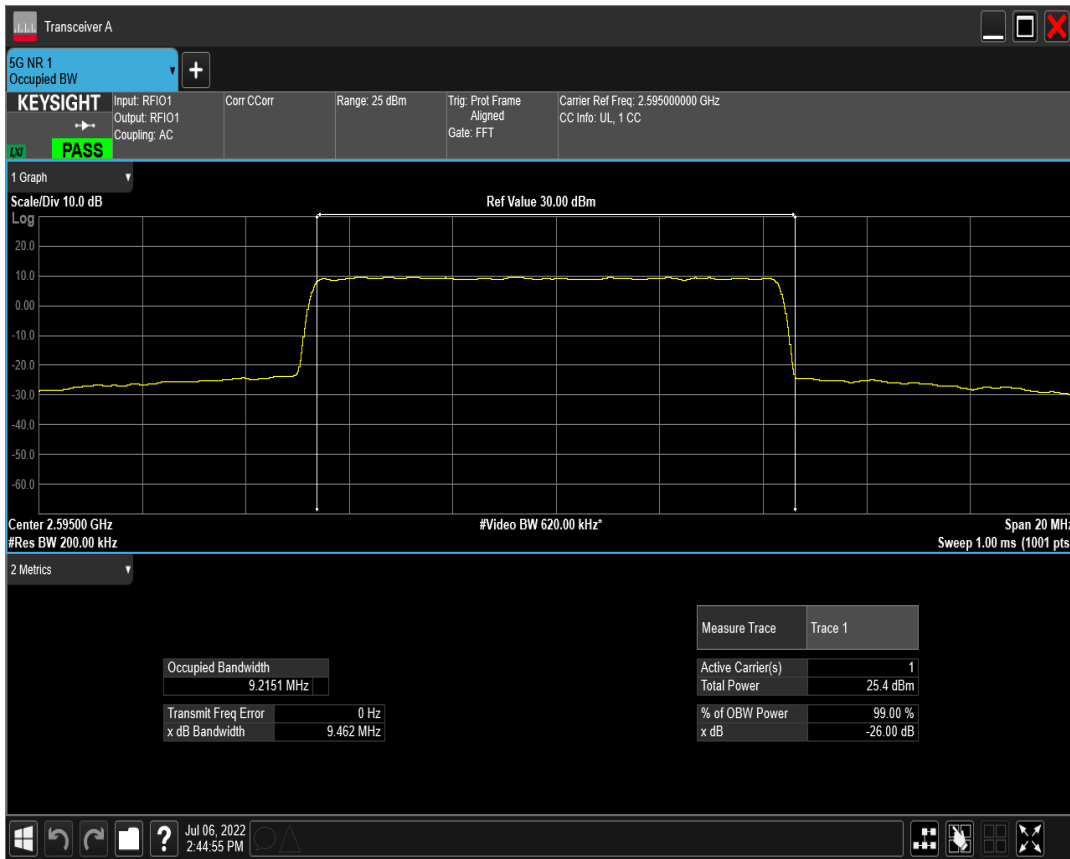 Transceiver A
5G NR 1
Occupied BW
KEYSIGHT
LXI
PASS
Input: RFIO1
Output: RFIO1
Coupling: AC
Corr CCorr
Range: 25 dBm
Trig: Prot Frame
Aligned
Gate: FFT
Carrier Ref Freq: 2.595000000 GHz
CC Info: UL, 1 CC
1 Graph
Scale/Div 10.0 dB
Ref Value 30.00 dBm
Log
20.0
10.0
0.00
-10.0
-20.0
-30.0
-40.0
-50.0
-60.0
Center 2.59500 GHz
#Video BW 620.00 kHz*
Span 20 MHz
#Res BW 200.00 kHz
Sweep 1.00 ms (1001 pts
2 Metrics
Measure Trace Trace 1
Occupied Bandwidth
9.2151 MHz
Transmit Freq Error 0 Hz
x dB Bandwidth 9.462 MHz
Active Carrier(s) 1
Total Power 25.4 dBm
% of OBW Power 99.00 %
x dB -26.00 dB
?
Jul 06, 2022
2:44:55 PM